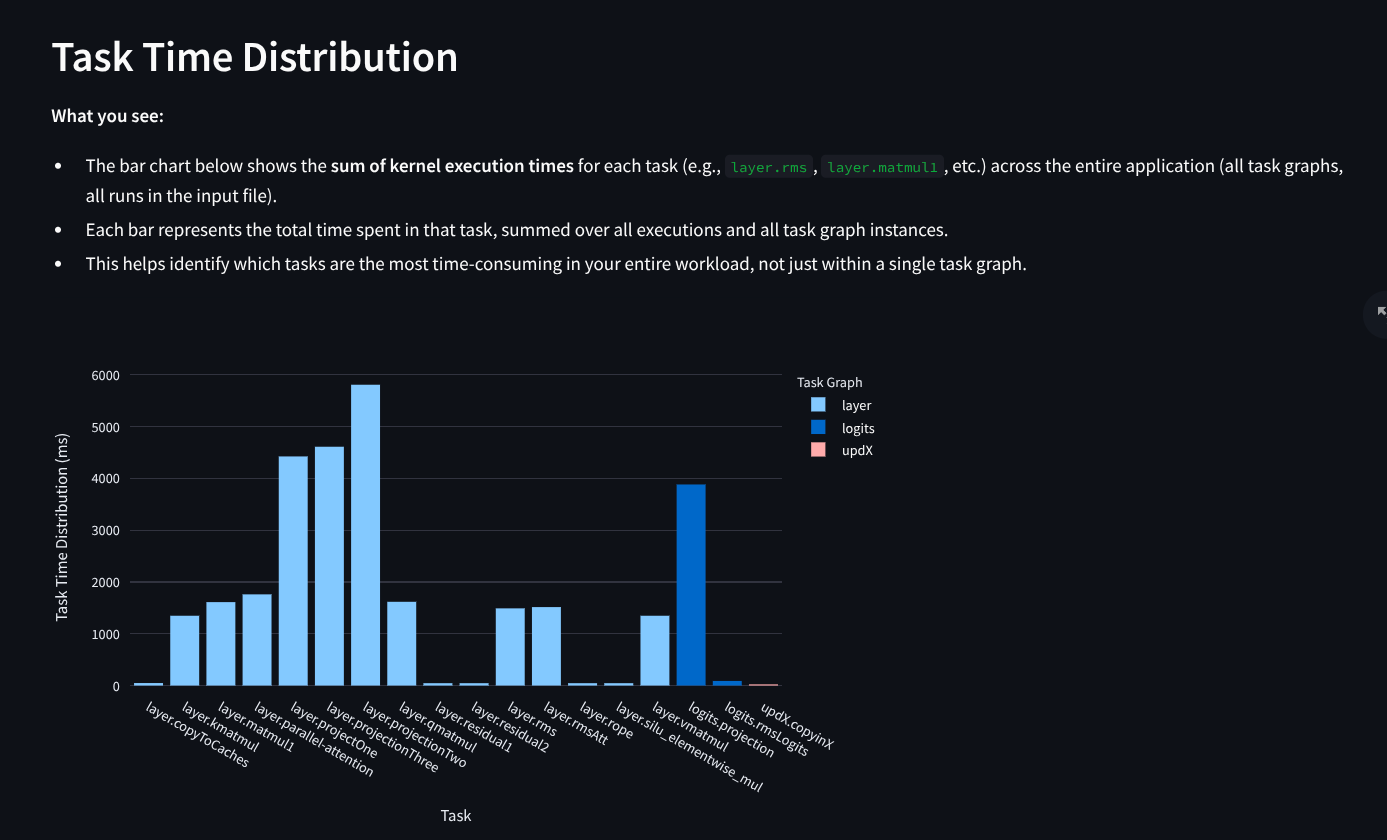 Task Time Distribution
What you see:
• The bar chart below shows the sum of kernel execution times for each task (e.g., layer.rms , layer.matmul1 , etc.) across the entire application (all task graphs,
all runs in the input file).
• Each bar represents the total time spent in that task, summed over all executions and all task graph instances.
• This helps identify which tasks are the most time-consuming in your entire workload, not just within a single task graph.
6000
5000
4000
3000
2000
1000
0
Task Time Distribution (ms)
Task Graph
layer
logits
updX
layer.copyToCaches
layer.kmatmul
layer.matmul1
layer.parallel-attention
layer.projectOne
layer.projectionThree
layer.projectionTwo
layer.qmatmul
layer.residual1
layer.residual2
layer.rms
layer.rmsAtt
layer.rope
layer.silu_elementwise_mul
layer.vmatmul
logits.projection
logits.rmsLogits
updX.copyinX
Task